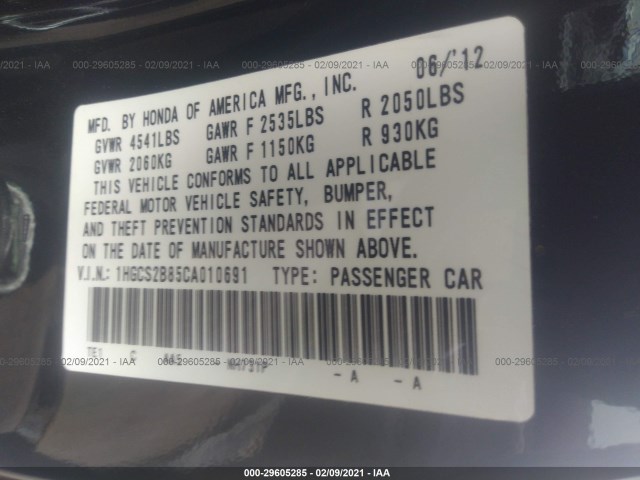 000-29605285 - 02/09/2021 - IAA
06/'12
MFD. BY HONDA OF AMERICA MFG., INC.
GVWR 4541LBS GAWR F 2535LBS R 2050LBS
GVWR 2060KG GAWR F 1150KG R 930KG
THIS VEHICLE CONFORMS TO ALL APPLICABLE
FEDERAL MOTOR VEHICLE SAFETY, BUMPER,
AND THEFT PREVENTION STANDARDS IN EFFECT
ON THE DATE OF MANUFACTURE SHOWN ABOVE.
V.I.N.: 1HGCS2B85CA010691 TYPE: PASSENGER CAR
C - A - A
000-29605285 - 02/09/2021 - IAA